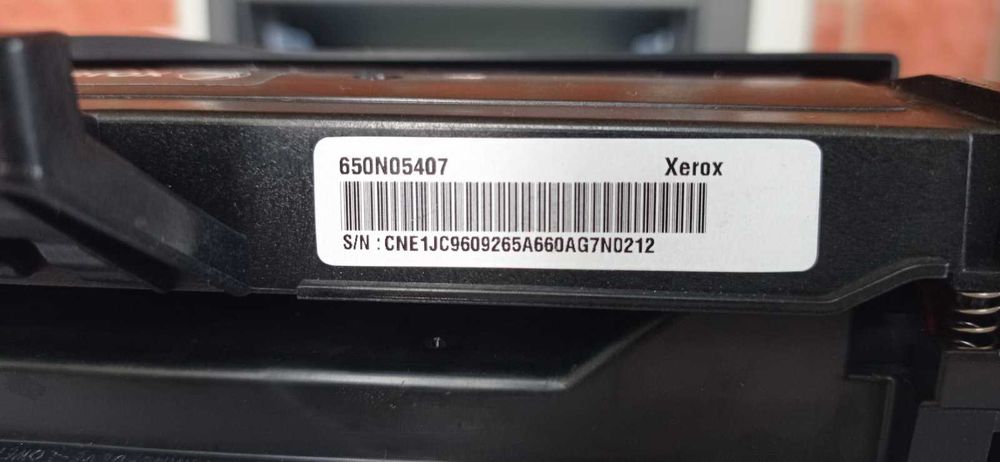 650N05407 Xerox
S/N : CNE1JC9609265A660AG7N0212